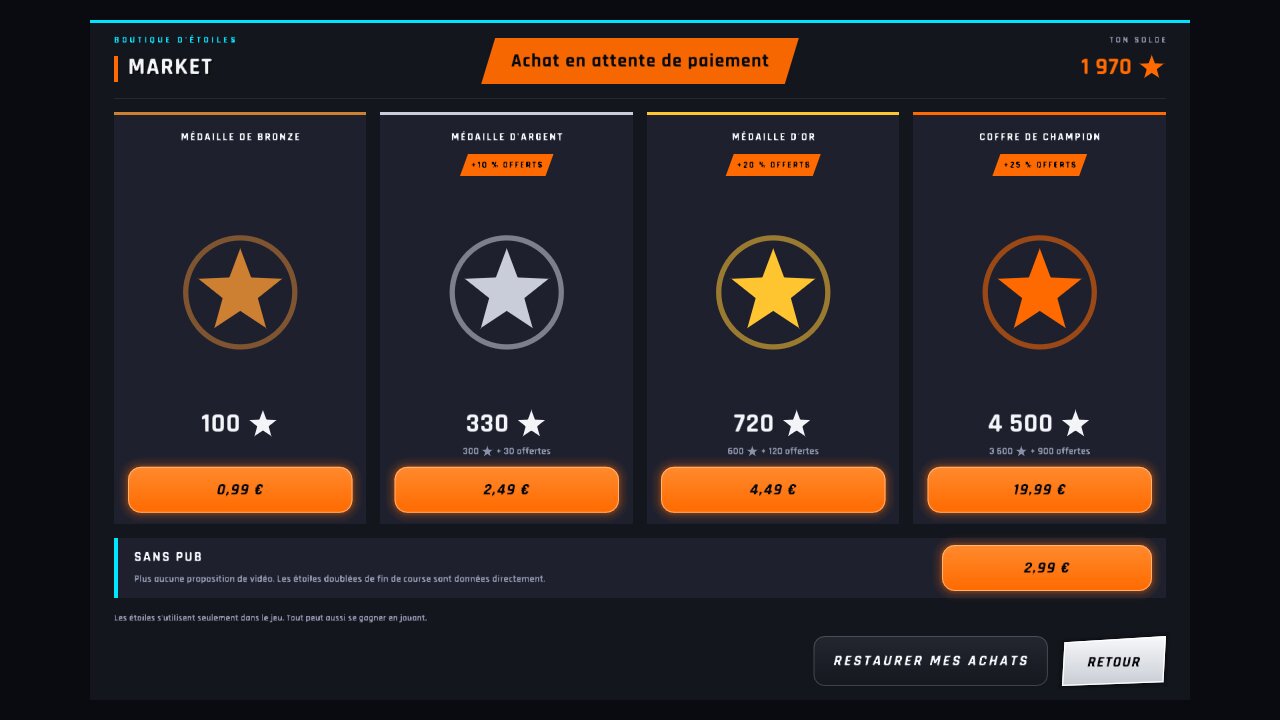 BOUTIQUE D'ÉTOILES
MARKET
Achat en attente de paiement
TON SOLDE
1 970
MÉDAILLE DE BRONZE
100
0,99 €
MÉDAILLE D'ARGENT
+10 % OFFERTS
330
300 ★ + 30 offertes
2,49 €
MÉDAILLE D'OR
+20 % OFFERTS
720
600 ★ + 120 offertes
4,49 €
COFFRE DE CHAMPION
+25 % OFFERTS
4 500
3 600 ★ + 900 offertes
19,99 €
SANS PUB
Plus aucune proposition de vidéo. Les étoiles doublées de fin de course sont données directement.
2,99 €
Les étoiles s'utilisent seulement dans le jeu. Tout peut aussi se gagner en jouant.
RESTAURER MES ACHATS
RETOUR